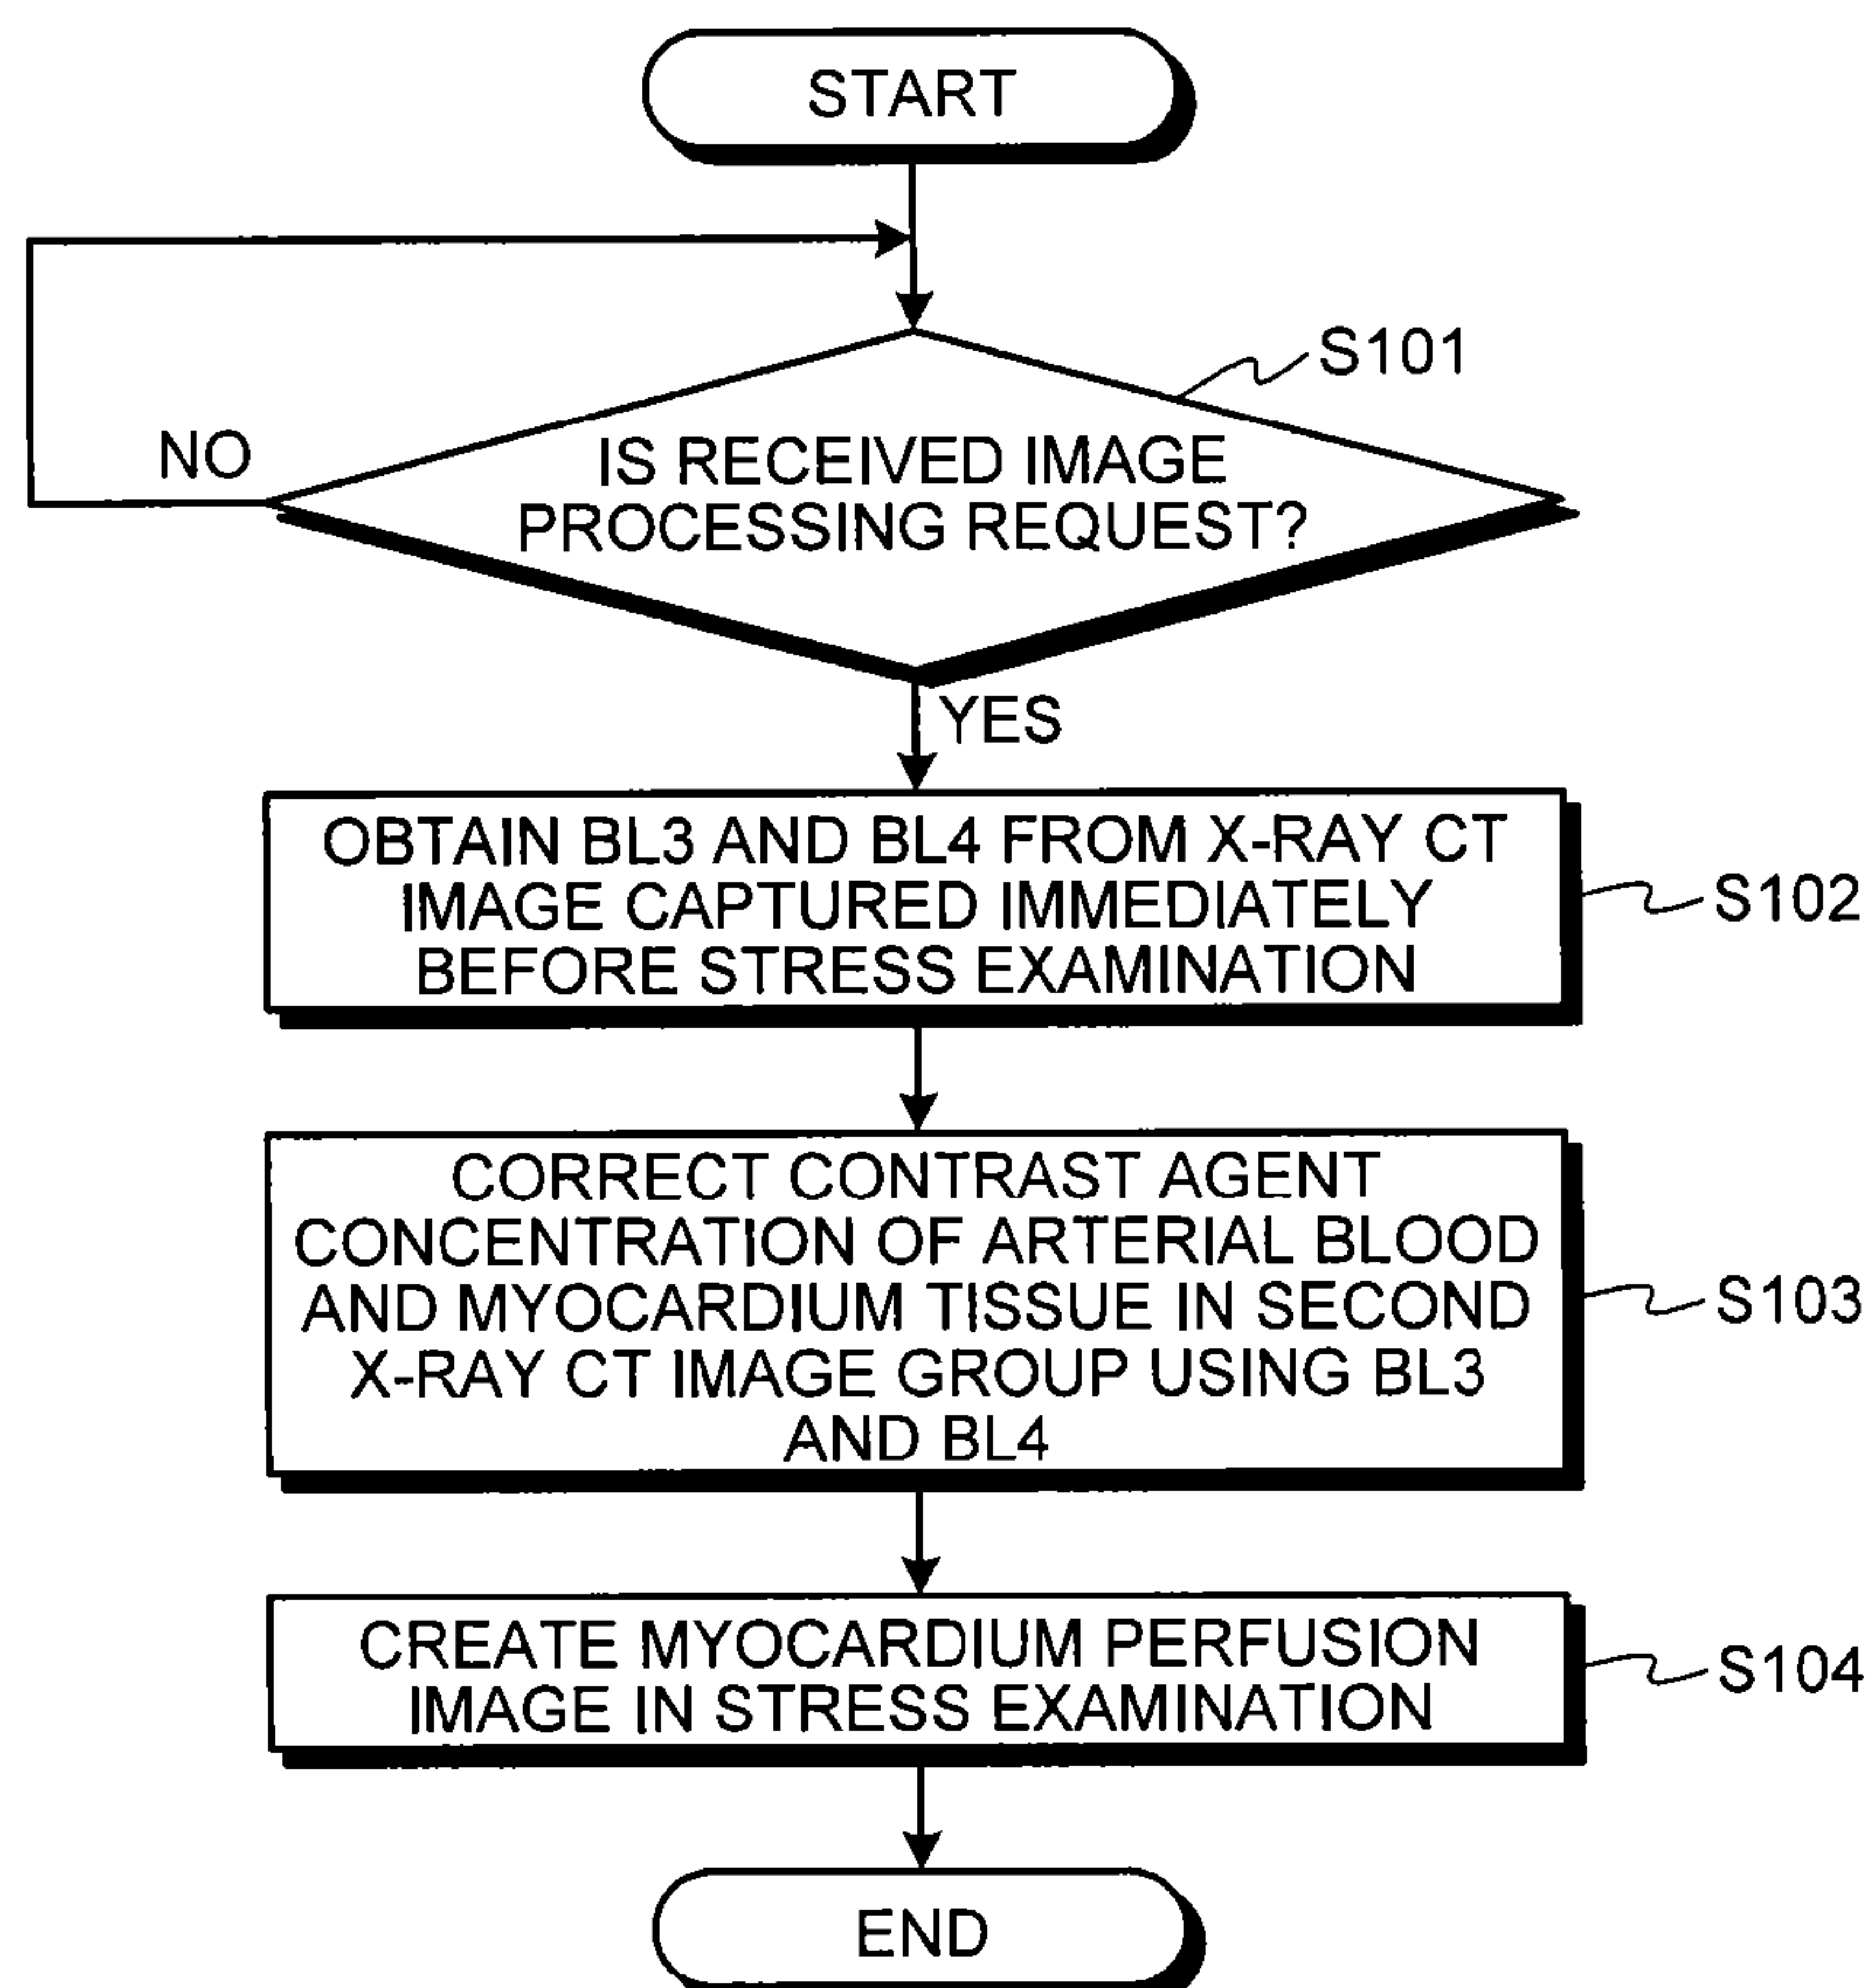 START
S101
NO
IS RECEIVED IMAGE
PROCESSING REQUEST?
YES
OBTAIN BL3 AND BL4 FROM X-RAY CT
IMAGE CAPTURED IMMEDIATELY
BEFORE STRESS EXAMINATION
S102
CORRECT CONTRAST AGENT
CONCENTRATION OF ARTERIAL BLOOD
AND MYOCARDIUM TISSUE IN SECOND
X-RAY CT IMAGE GROUP USING BL3
AND BL4
S103
CREATE MYOCARDIUM PERFUSION
IMAGE IN STRESS EXAMINATION
S104
END